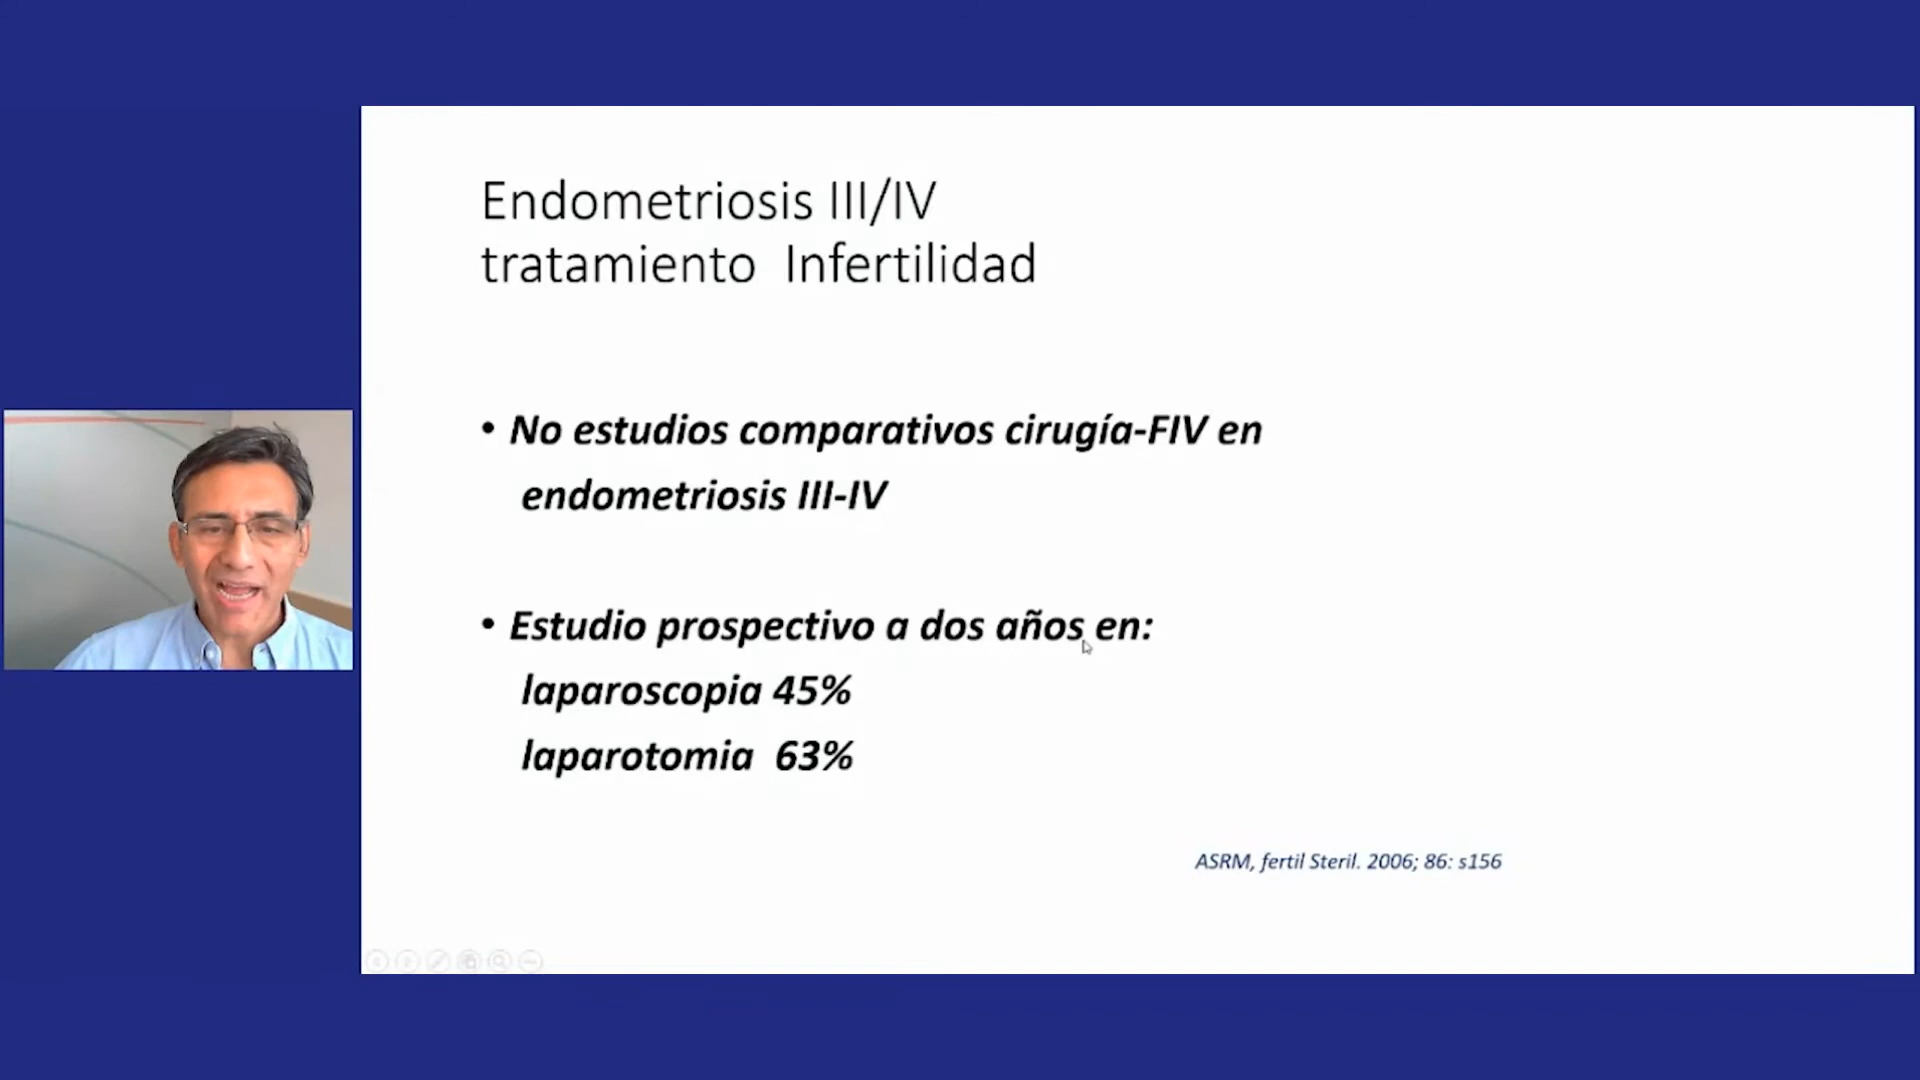 Endometriosis III/IV
tratamiento Infertilidad
• No estudios comparativos cirugía-FIV en
endometriosis III-IV
• Estudio prospectivo a dos años en:
laparoscopia 45%
laparotomia 63%
ASRM, fertil Steril. 2006; 86: s156